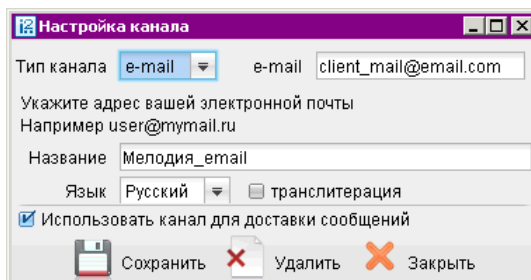 Настройка канала
Тип канала e-mail e-mail client_mail@email.com
Укажите адрес вашей электронной почты
Например user@mymail.ru
Название Мелодия_email
Язык Русский транслитерация
Использовать канал для доставки сообщений
Сохранить Удалить Закрыть